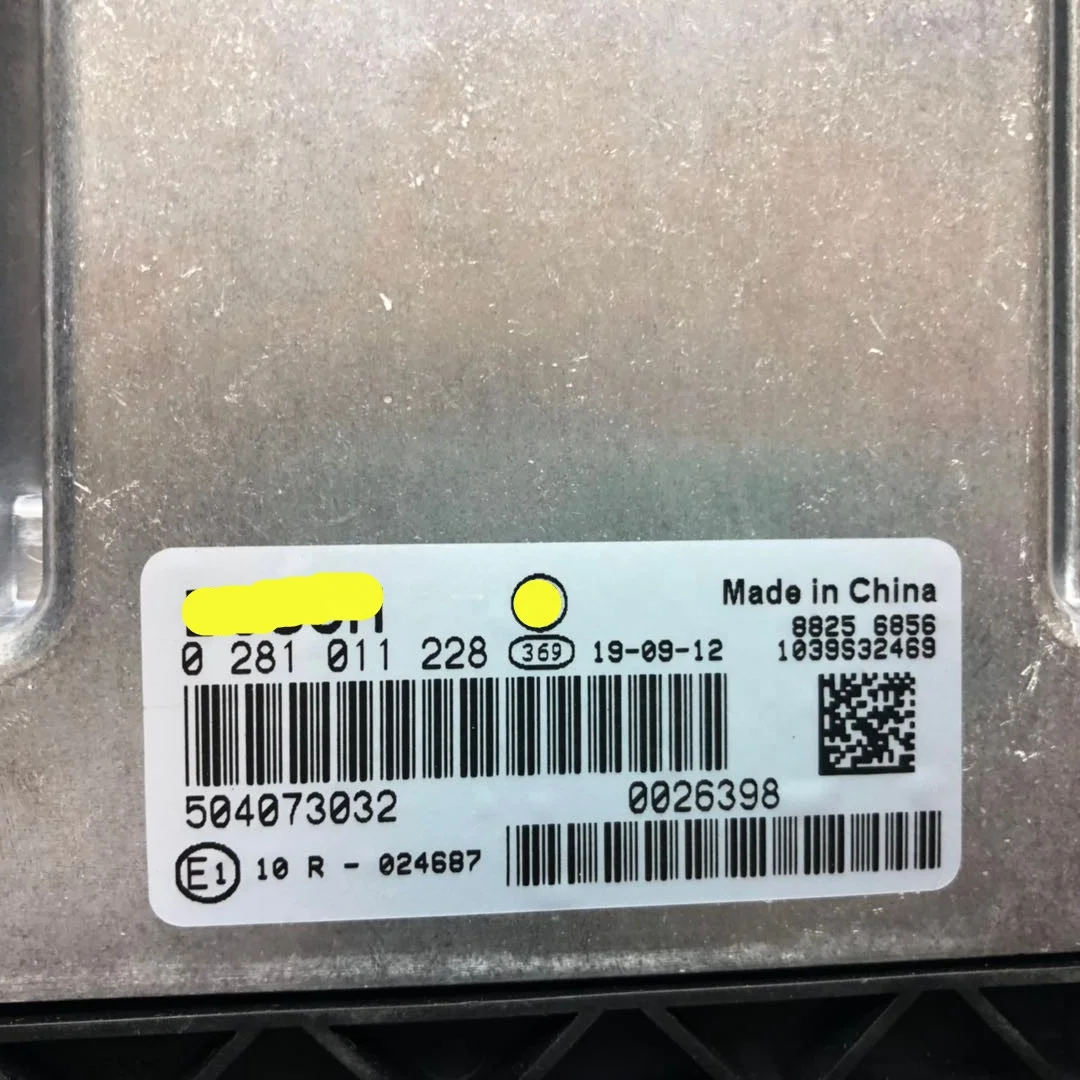 Made in China
8825 6856
0 281 011 228 369 19-09-12 1039S32469
504073032 0026398
E1 10 R - 024687